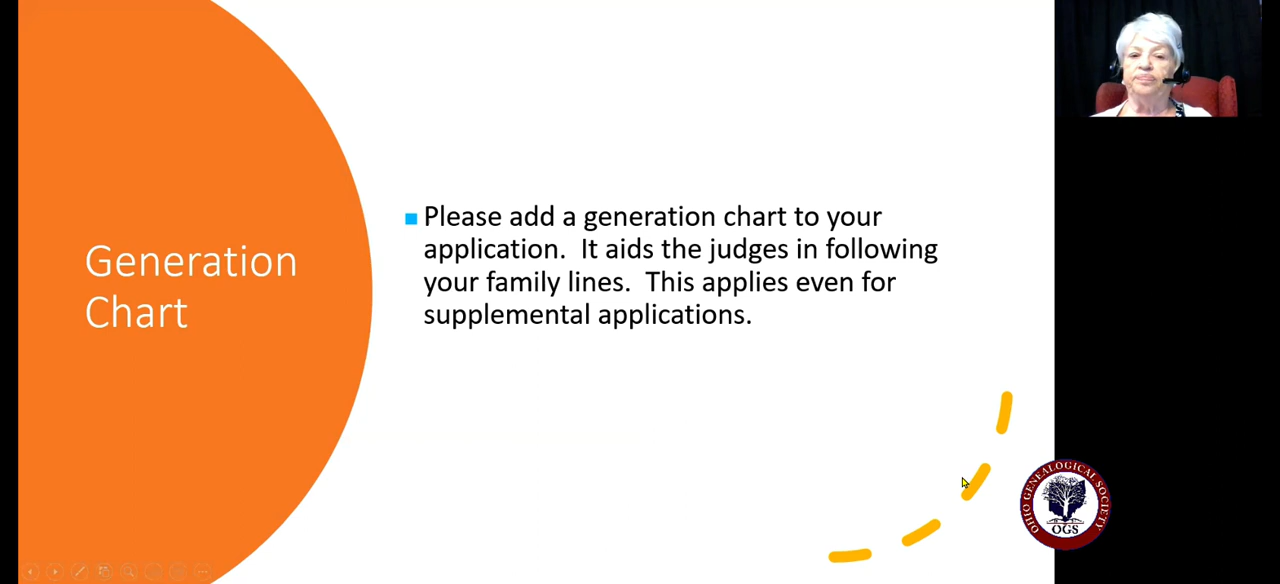 Generation
Chart
Please add a generation chart to your
application.  It aids the judges in following
your family lines.  This applies even for
supplemental applications.
OHIO GENEALOGICAL SOCIETY
OGS